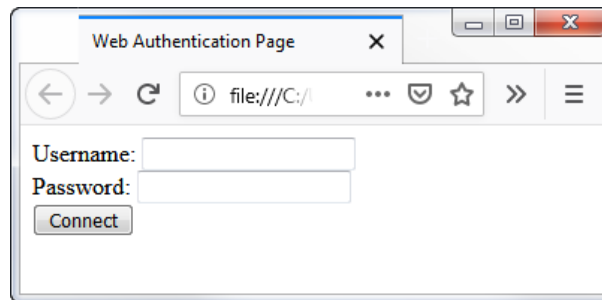 Web Authentication Page
file:///C:/
Username:
Password:
Connect